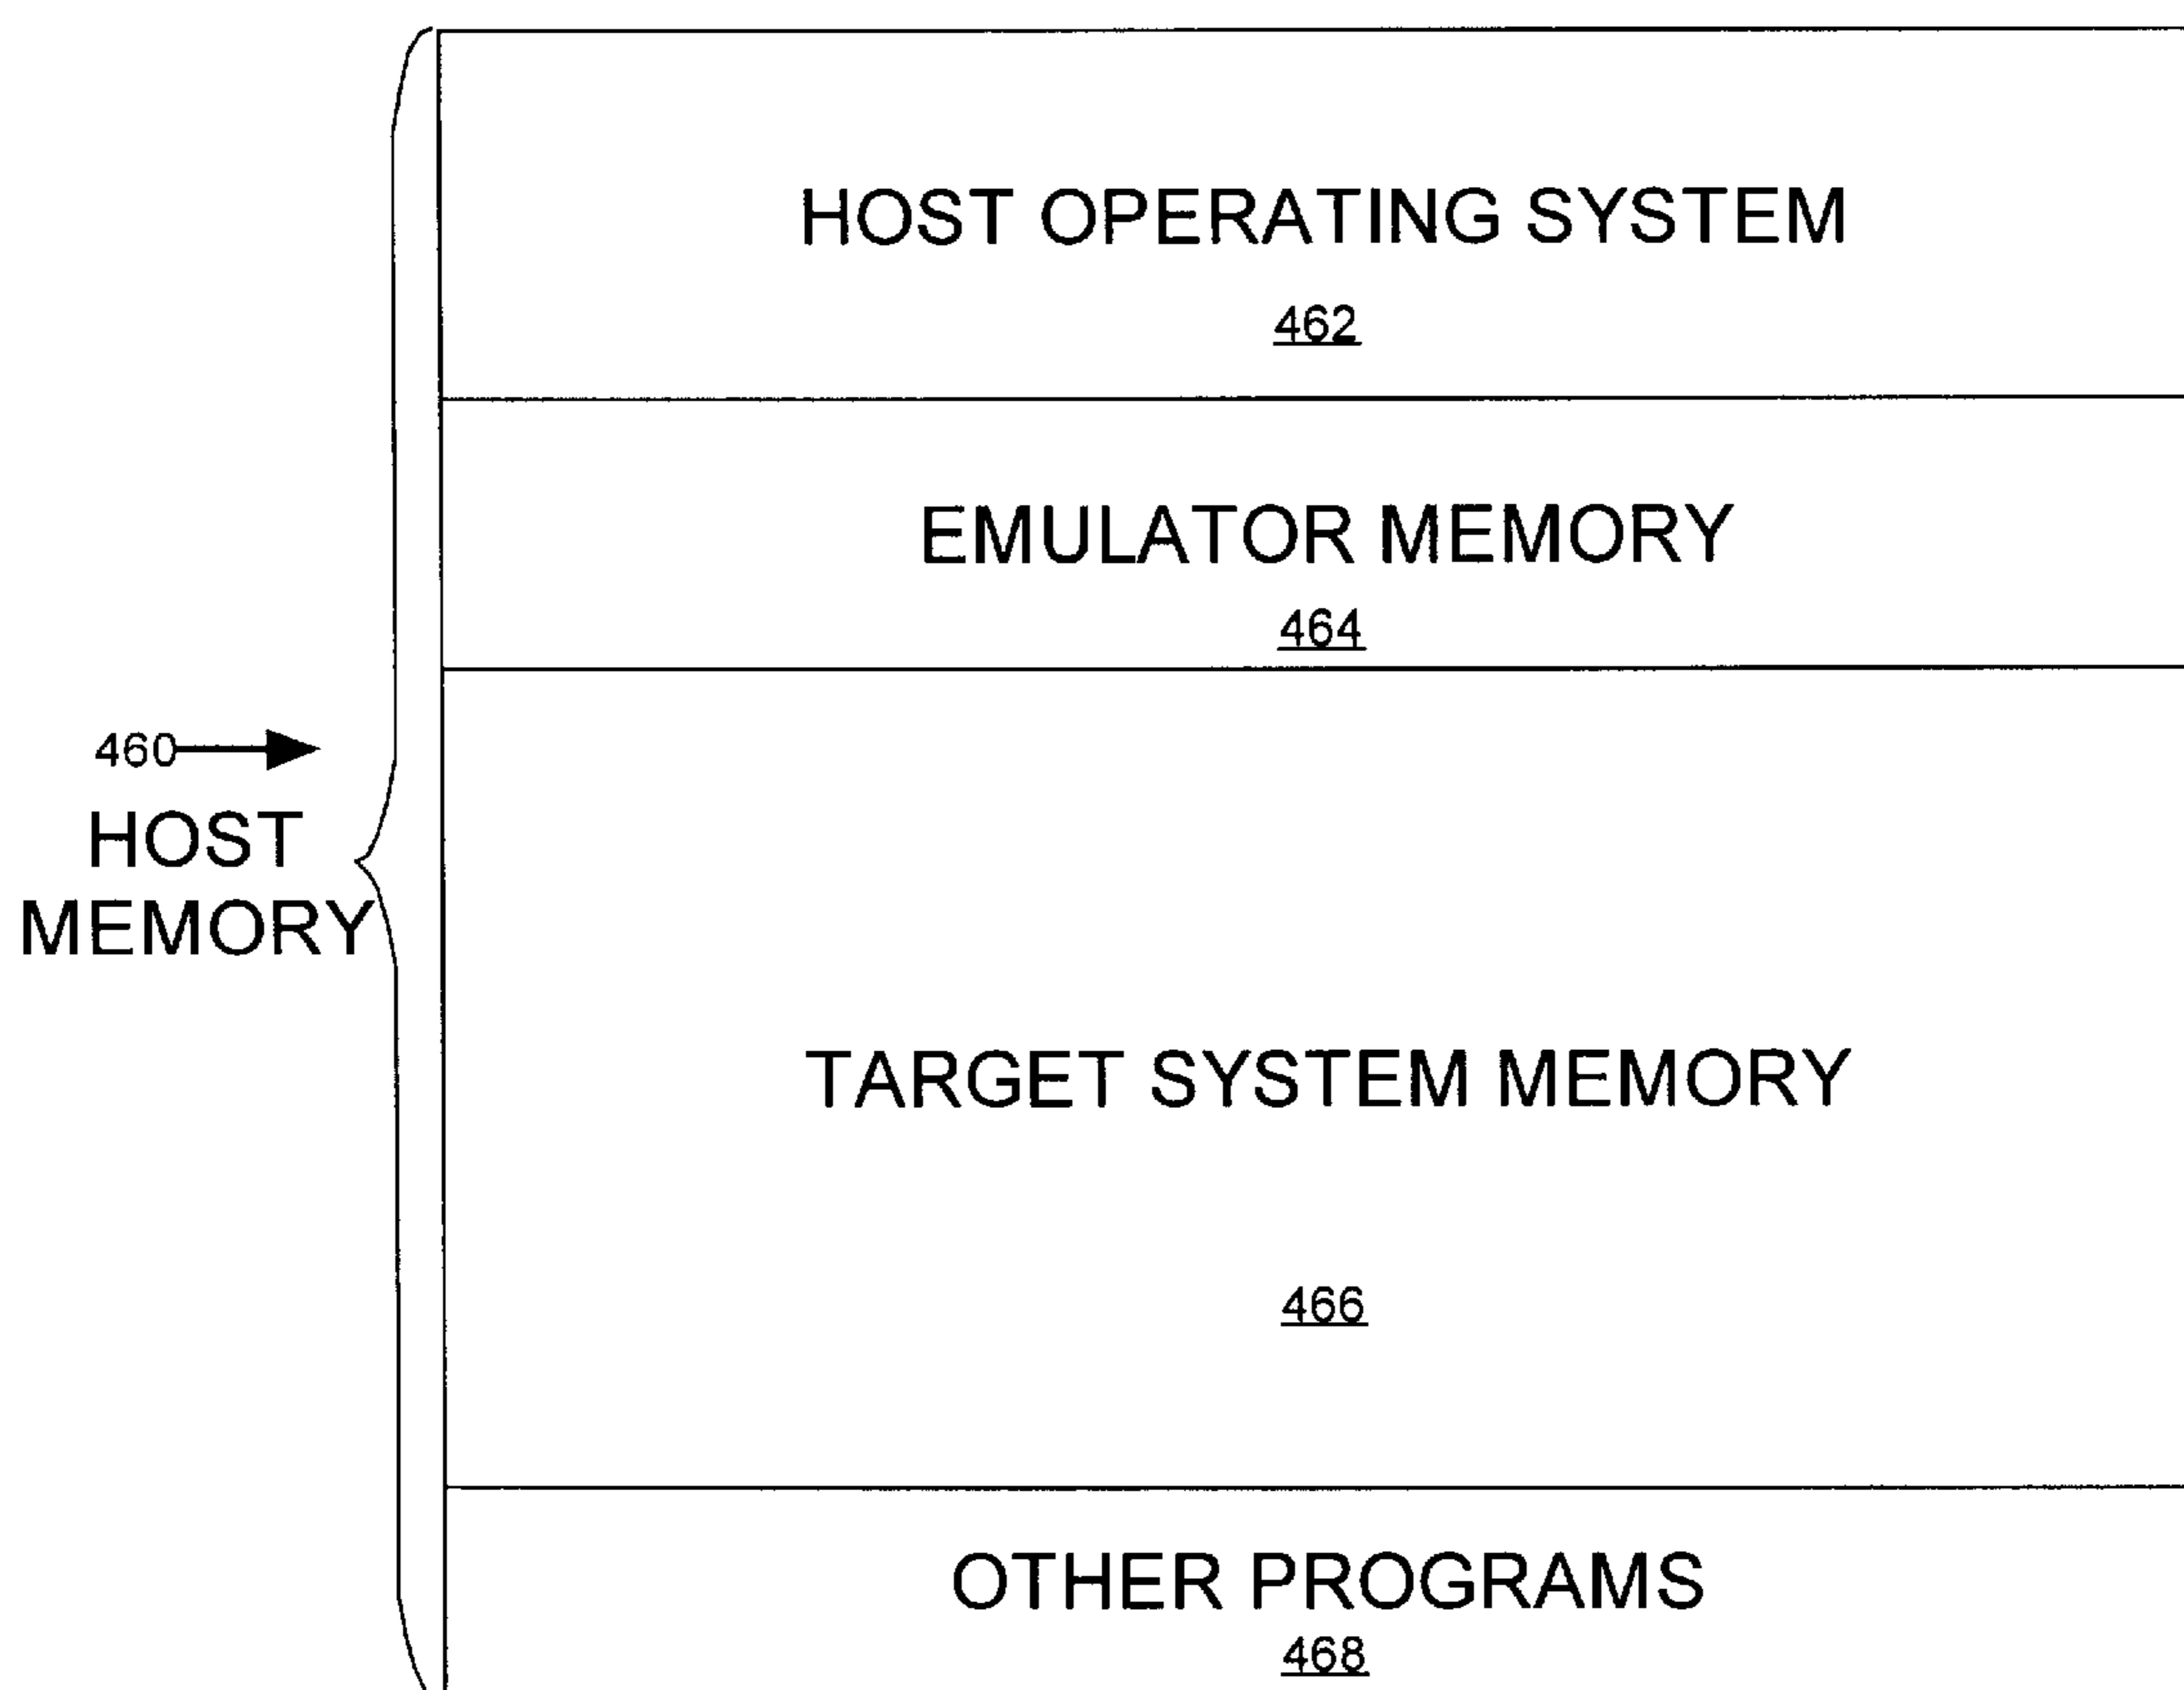 HOST OPERATING SYSTEM
462
EMULATOR MEMORY
464
460
HOST
MEMORY
TARGET SYSTEM MEMORY
466
OTHER PROGRAMS
468